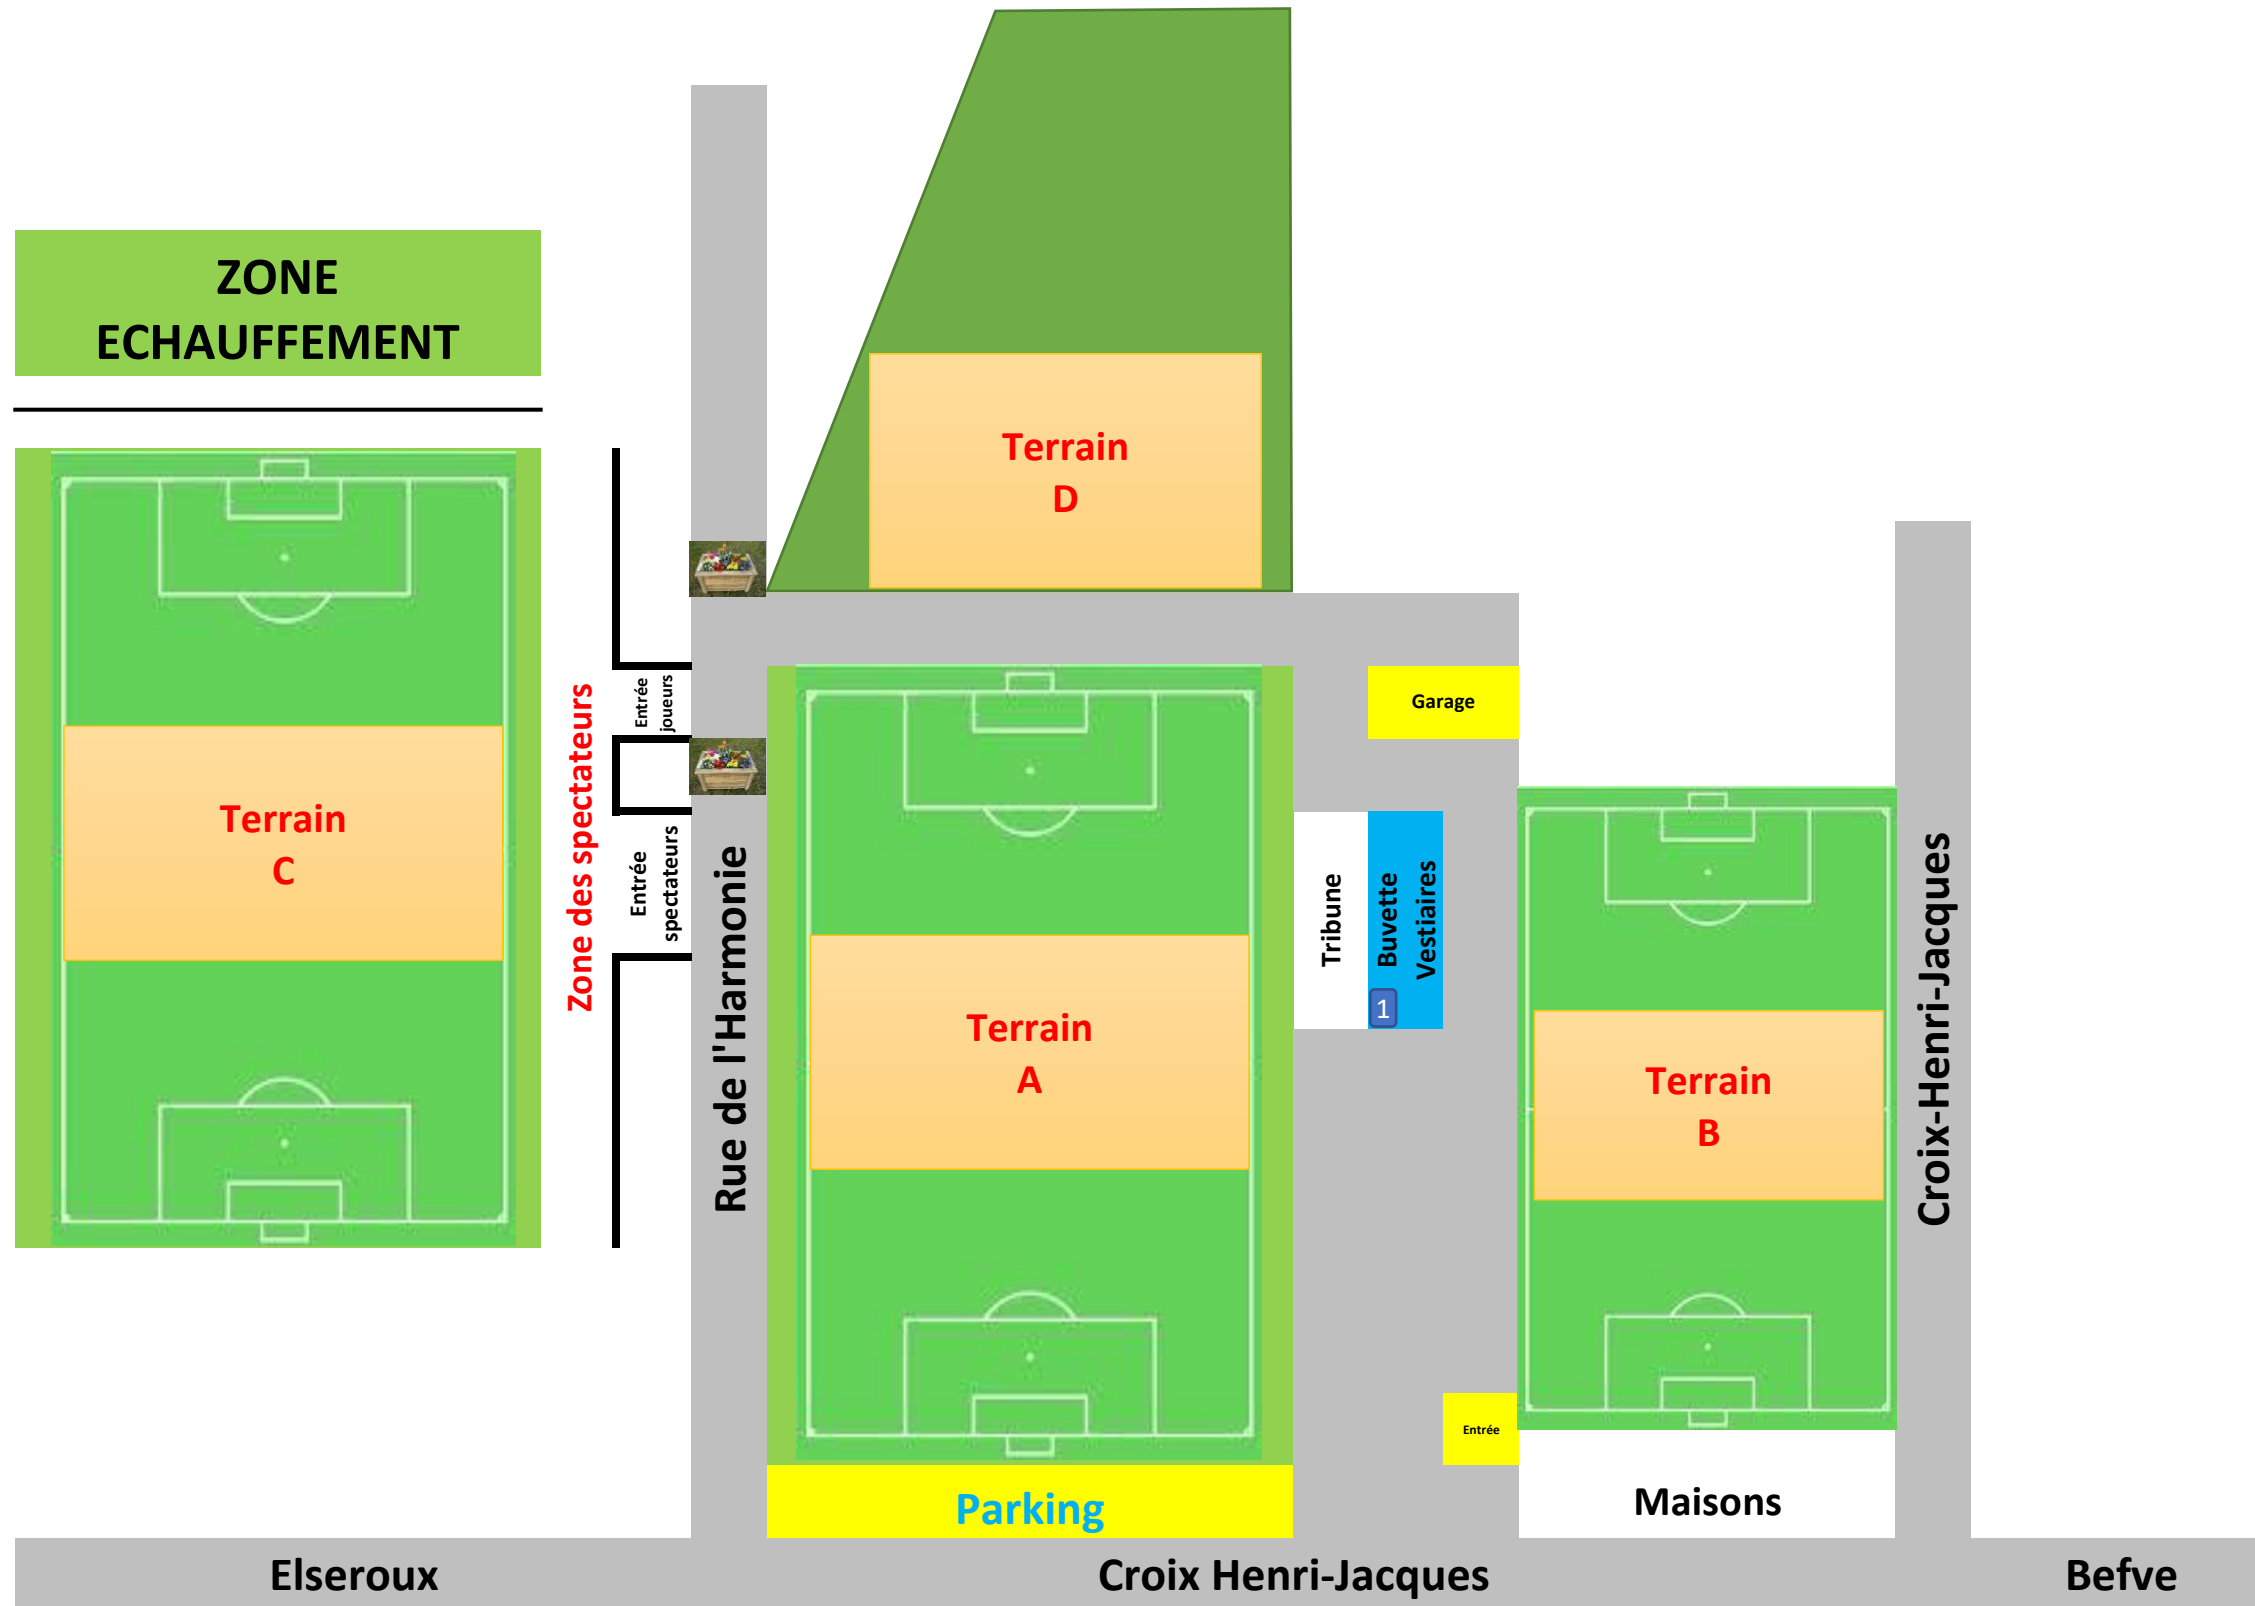 ZONE
ECHAUFFEMENT
Terrain
D
Entrée
joueurs
Garage
Zone des spectateurs
Terrain
C
Entrée
spectateurs
Rue de l'Harmonie
Tribune
Buvette
Vestiaires
1
Terrain
A
Terrain
B
Croix-Henri-Jacques
Entrée
Parking
Maisons
Elseroux
Croix Henri-Jacques
Befve